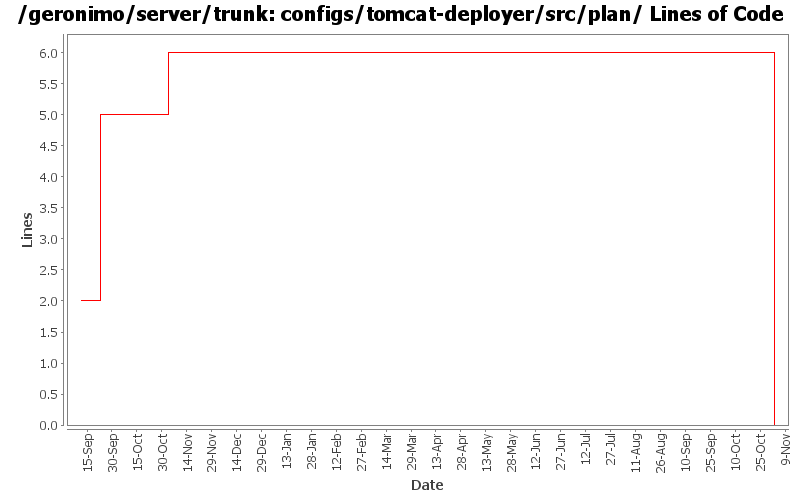 /geronimo/server/trunk: configs/tomcat-deployer/src/plan/ Lines of Code
6.0
5.5
5.0
4.5
4.0
3.5
3.0
2.5
2.0
1.5
1.0
0.5
0.0
Lines
15-Sep
30-Sep
15-Oct
30-Oct
14-Nov
29-Nov
14-Dec
29-Dec
13-Jan
28-Jan
12-Feb
27-Feb
14-Mar
29-Mar
13-Apr
28-Apr
13-May
28-May
12-Jun
27-Jun
12-Jul
27-Jul
11-Aug
26-Aug
10-Sep
25-Sep
10-Oct
25-Oct
9-Nov
Date